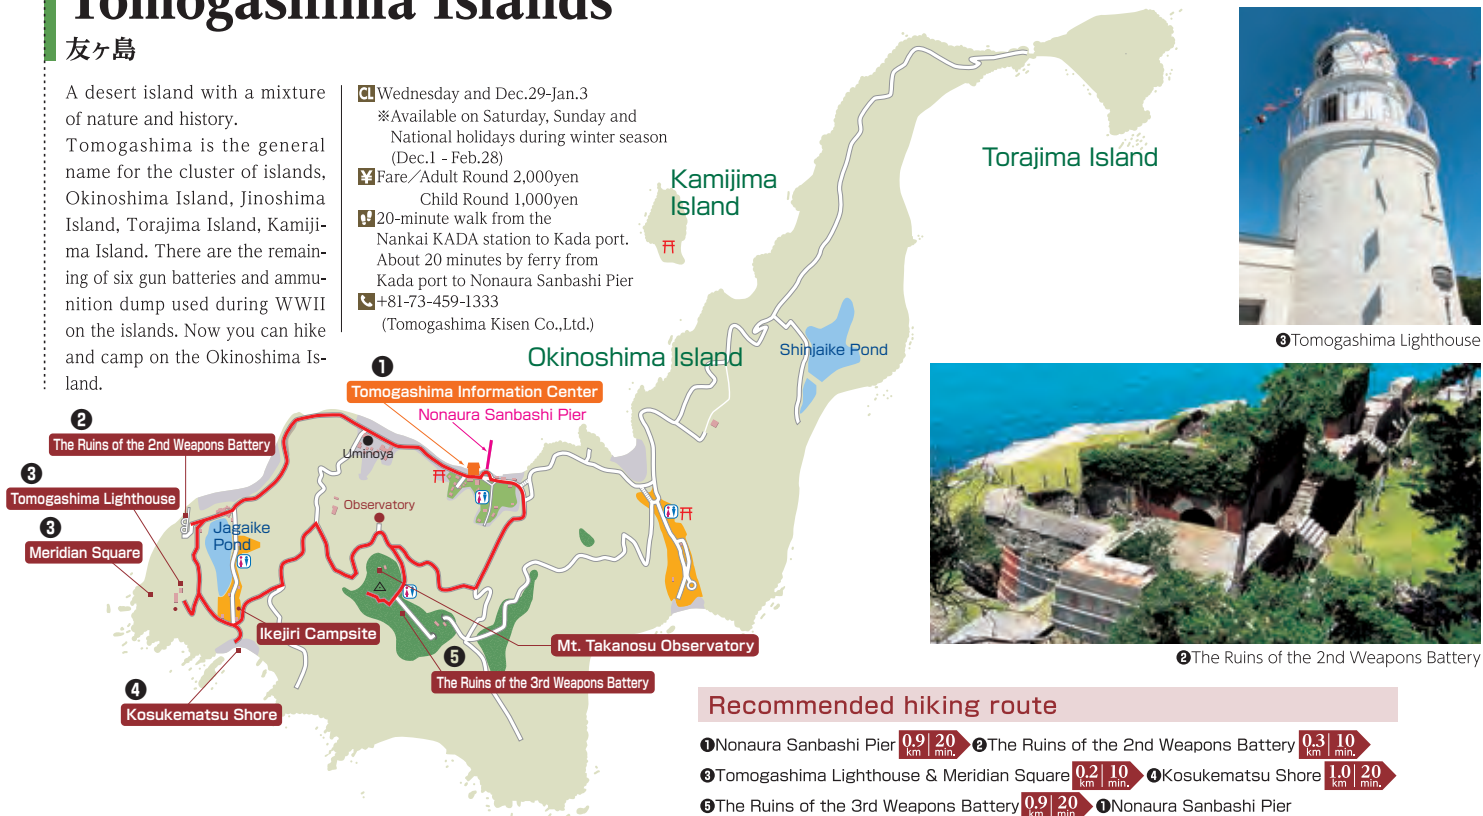 Tomogashima Islands
友ヶ島
A desert island with a mixture
of nature and history.
Tomogashima is the general
name for the cluster of islands,
Okinoshima Island, Jinoshima
Island, Torajima Island, Kamiji-
ma Island. There are the remain-
ing of six gun batteries and ammu-
nition dump used during WWII
on the islands. Now you can hike
and camp on the Okinoshima Is-
land.
CL Wednesday and Dec.29-Jan.3
※Available on Saturday, Sunday and
National holidays during winter season
(Dec.1 - Feb.28)
¥ Fare／Adult Round 2,000yen
Child Round 1,000yen
20-minute walk from the
Nankai KADA station to Kada port.
About 20 minutes by ferry from
Kada port to Nonaura Sanbashi Pier
+81-73-459-1333
(Tomogashima Kisen Co.,Ltd.)
Kamijima
Island
Torajima Island
Okinoshima Island
Shinjaike Pond
❶
Tomogashima Information Center
Nonaura Sanbashi Pier
❷
The Ruins of the 2nd Weapons Battery
Uminoya
❸
Tomogashima Lighthouse
Observatory
❸
Meridian Square
Jagaike
Pond
Ikejiri Campsite
Mt. Takanosu Observatory
❺
The Ruins of the 3rd Weapons Battery
❹
Kosukematsu Shore
❸Tomogashima Lighthouse
❷The Ruins of the 2nd Weapons Battery
Recommended hiking route
❶Nonaura Sanbashi Pier 0.9 km | 20 min. ❷The Ruins of the 2nd Weapons Battery 0.3 km | 10 min.
❸Tomogashima Lighthouse & Meridian Square 0.2 km | 10 min. ❹Kosukematsu Shore 1.0 km | 20 min.
❺The Ruins of the 3rd Weapons Battery 0.9 km | 20 min. ❶Nonaura Sanbashi Pier